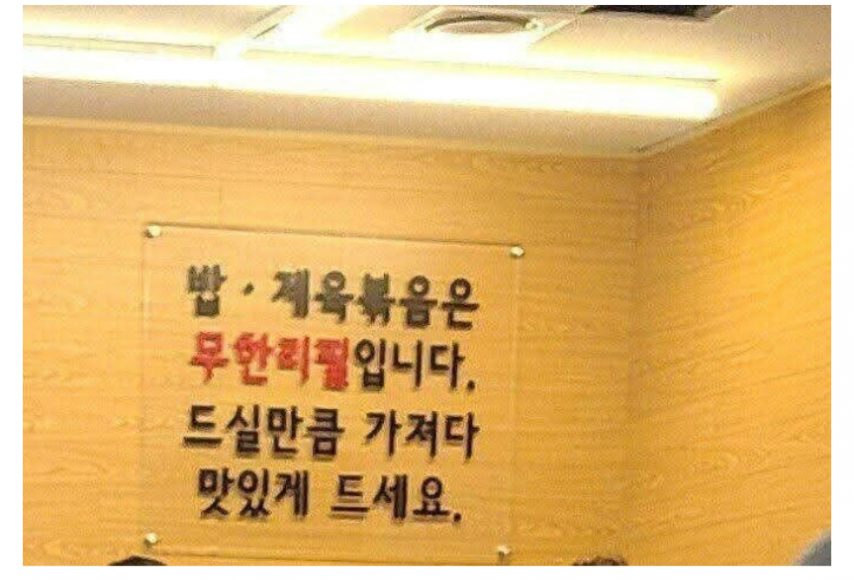 밥·제육볶음은
무한리필입니다.
드실만큼 가져다
맛있게 드세요.